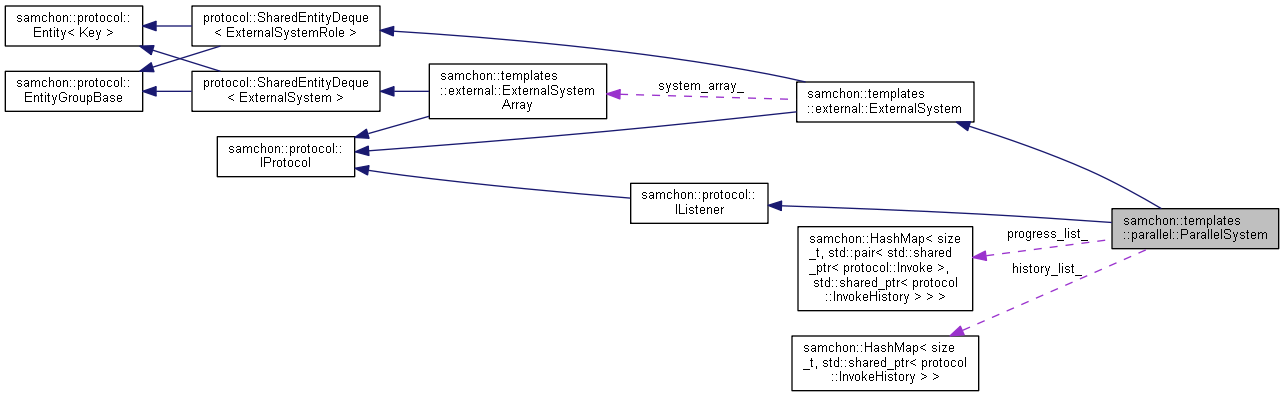 samchon::protocol::
Entity< Key >
protocol::SharedEntityDeque
< ExternalSystemRole >
samchon::protocol::
EntityGroupBase
protocol::SharedEntityDeque
< ExternalSystem >
samchon::templates
::external::ExternalSystem
Array
system_array_
samchon::templates
::external::ExternalSystem
samchon::protocol::
IProtocol
samchon::protocol::
IListener
samchon::templates
::parallel::ParallelSystem
progress_list_
history_list_
samchon::HashMap< size
_t, std::pair< std::shared
_ptr< protocol::Invoke >,
std::shared_ptr< protocol
::InvokeHistory > > >
samchon::HashMap< size
_t, std::shared_ptr< protocol
::InvokeHistory > >